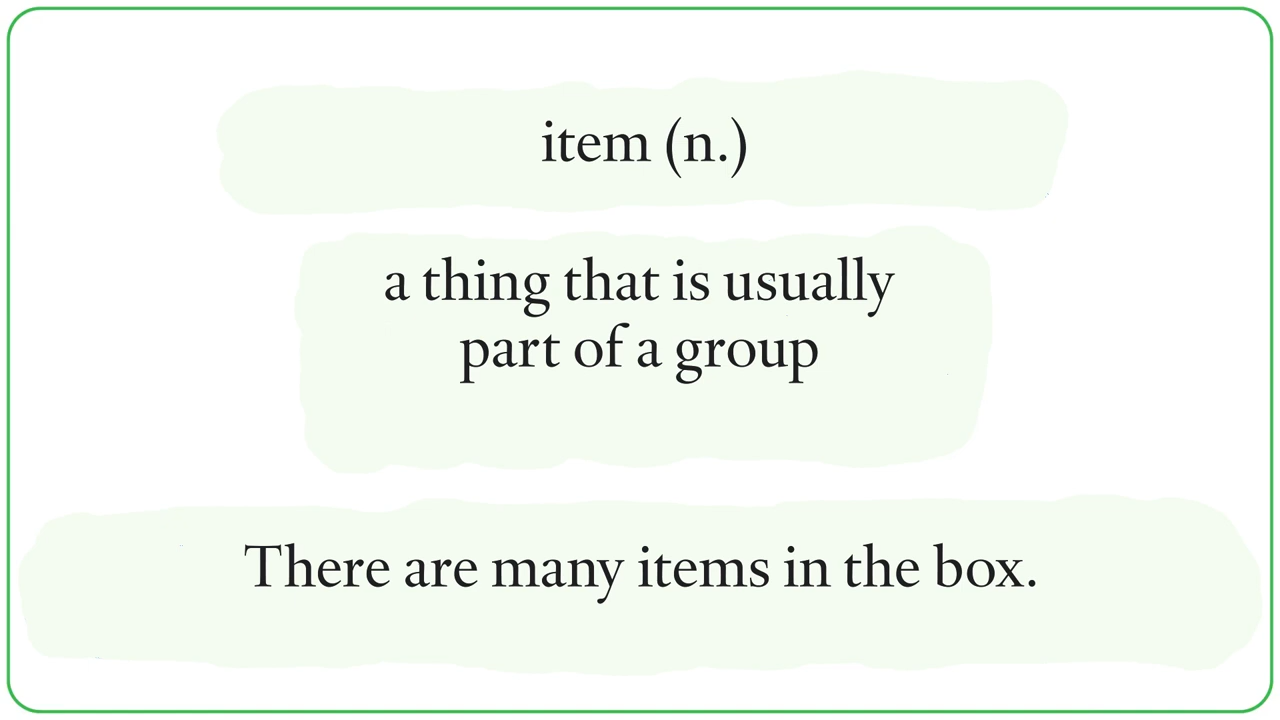 item (n.)
a thing that is usually
part of a group
There are many items in the box.